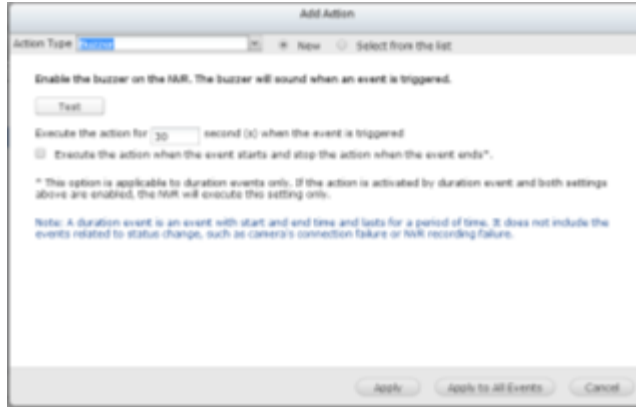 Add Action
Action Type Buzzer New Select from the list
Enable the buzzer on the NVR. The buzzer will sound when an event is triggered.
Test
Execute the action for 30 second (s) when the event is triggered
Execute the action when the event starts and stop the action when the event ends*.
* This option is applicable to duration events only. If the action is activated by duration event and both settings
above are enabled, the NVR will execute this setting only.
Note: A duration event is an event with start and end time and lasts for a period of time. It does not include the
events related to status change, such as camera's connection failure or NVR recording failure.
Apply Apply to All Events Cancel